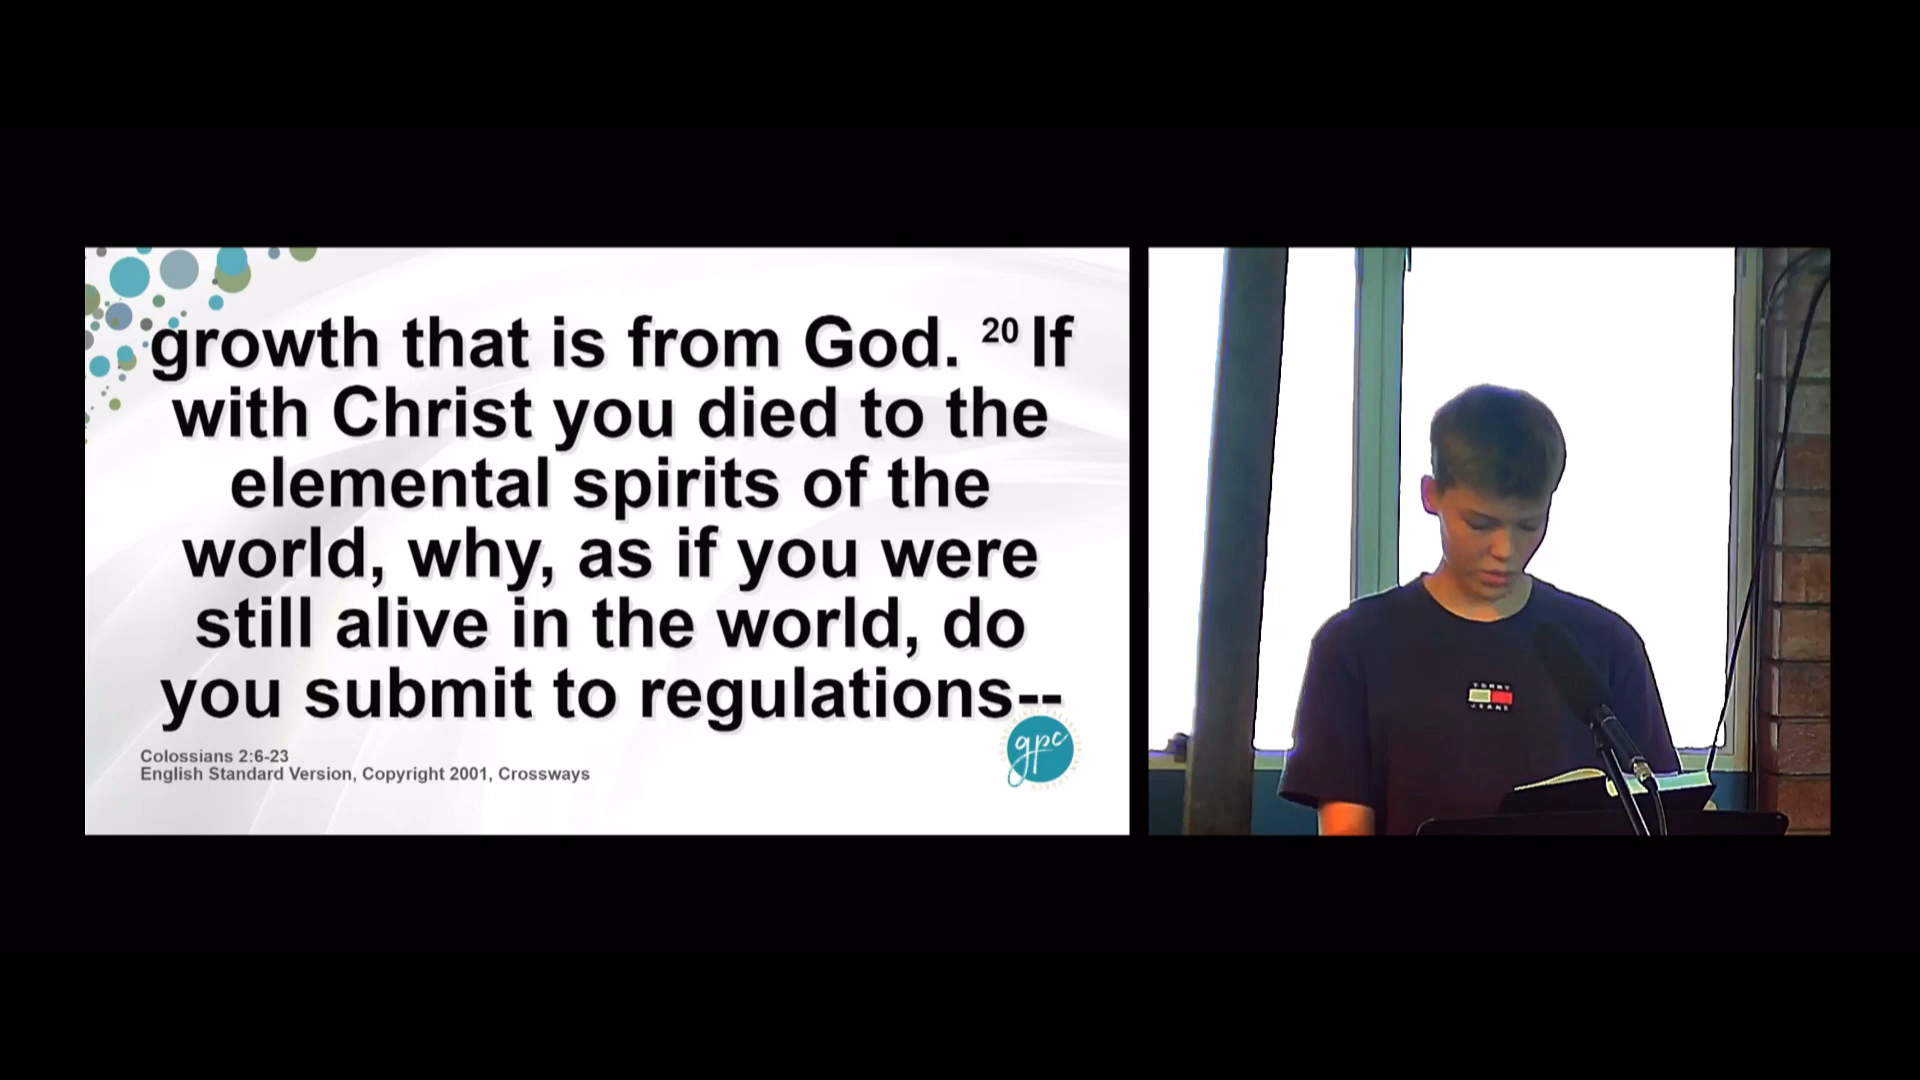 growth that is from God. 20 If
with Christ you died to the
elemental spirits of the
world, why, as if you were
still alive in the world, do
you submit to regulations--
Colossians 2:6-23
English Standard Version, Copyright 2001, Crossways
gpc
TOMMY
JEANS